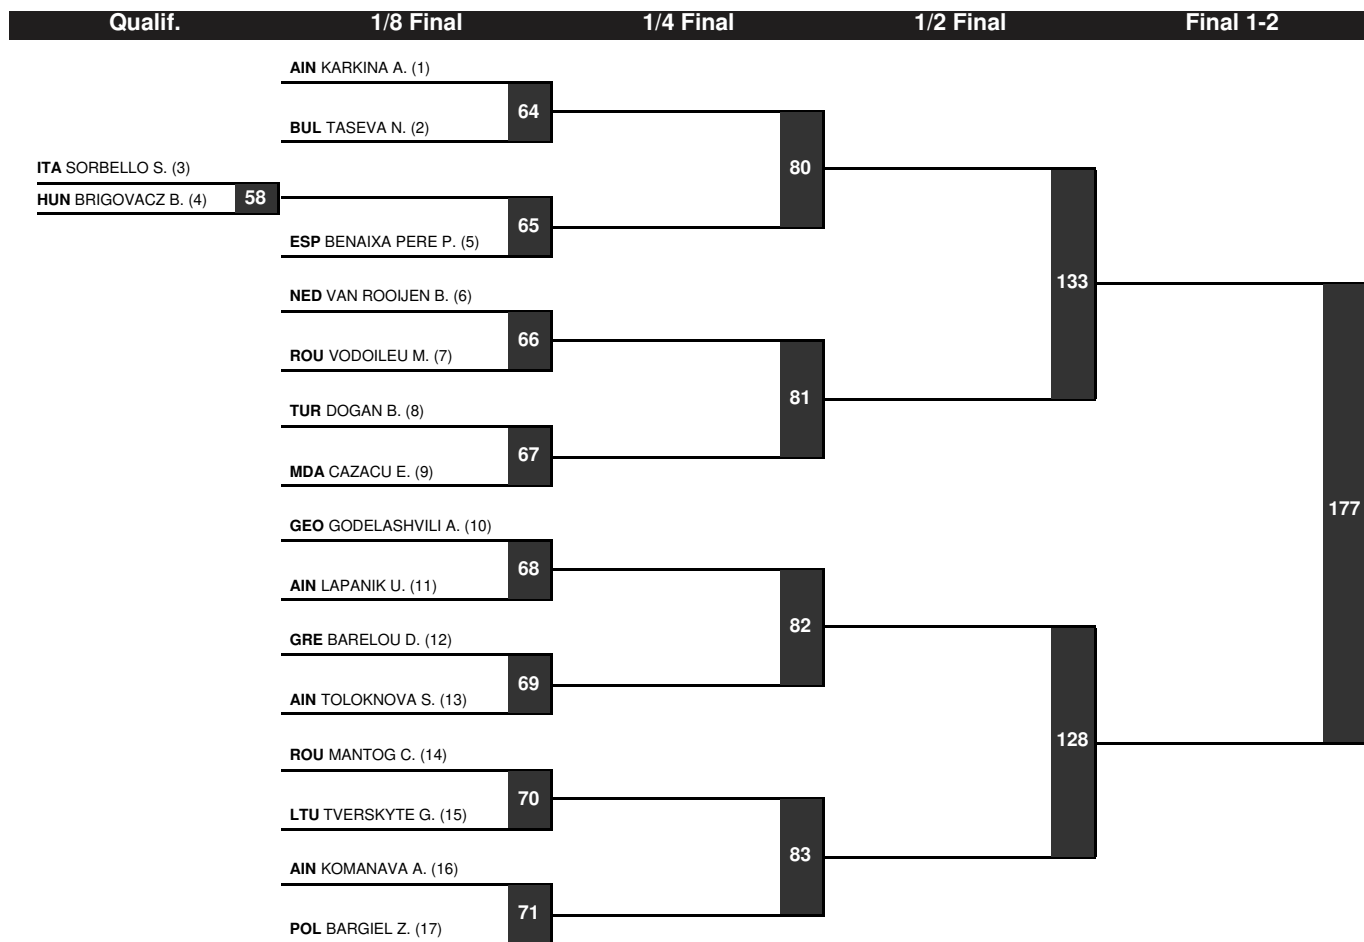 Qualif. 1/8 Final 1/4 Final 1/2 Final Final 1-2
AIN KARKINA A. (1)
64
BUL TASEVA N. (2)
ITA SORBELLO S. (3)
80
HUN BRIGOVACZ B. (4) 58
65
ESP BENAIXA PERE P. (5)
133
NED VAN ROOIJEN B. (6)
66
ROU VODOILEU M. (7)
81
TUR DOGAN B. (8)
67
MDA CAZACU E. (9)
177
GEO GODELASHVILI A. (10)
68
AIN LAPANIK U. (11)
82
GRE BARELOU D. (12)
69
AIN TOLOKNOVA S. (13)
128
ROU MANTOG C. (14)
70
LTU TVERSKYTE G. (15)
83
AIN KOMANAVA A. (16)
71
POL BARGIEL Z. (17)